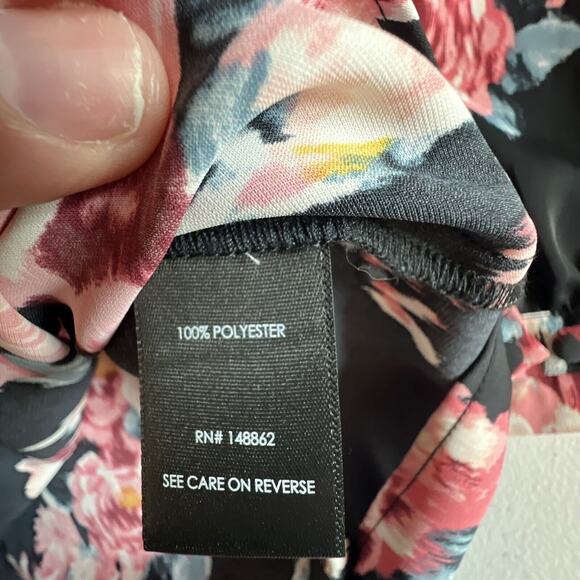 100% POLYESTER
RN# 148862
SEE CARE ON REVERSE